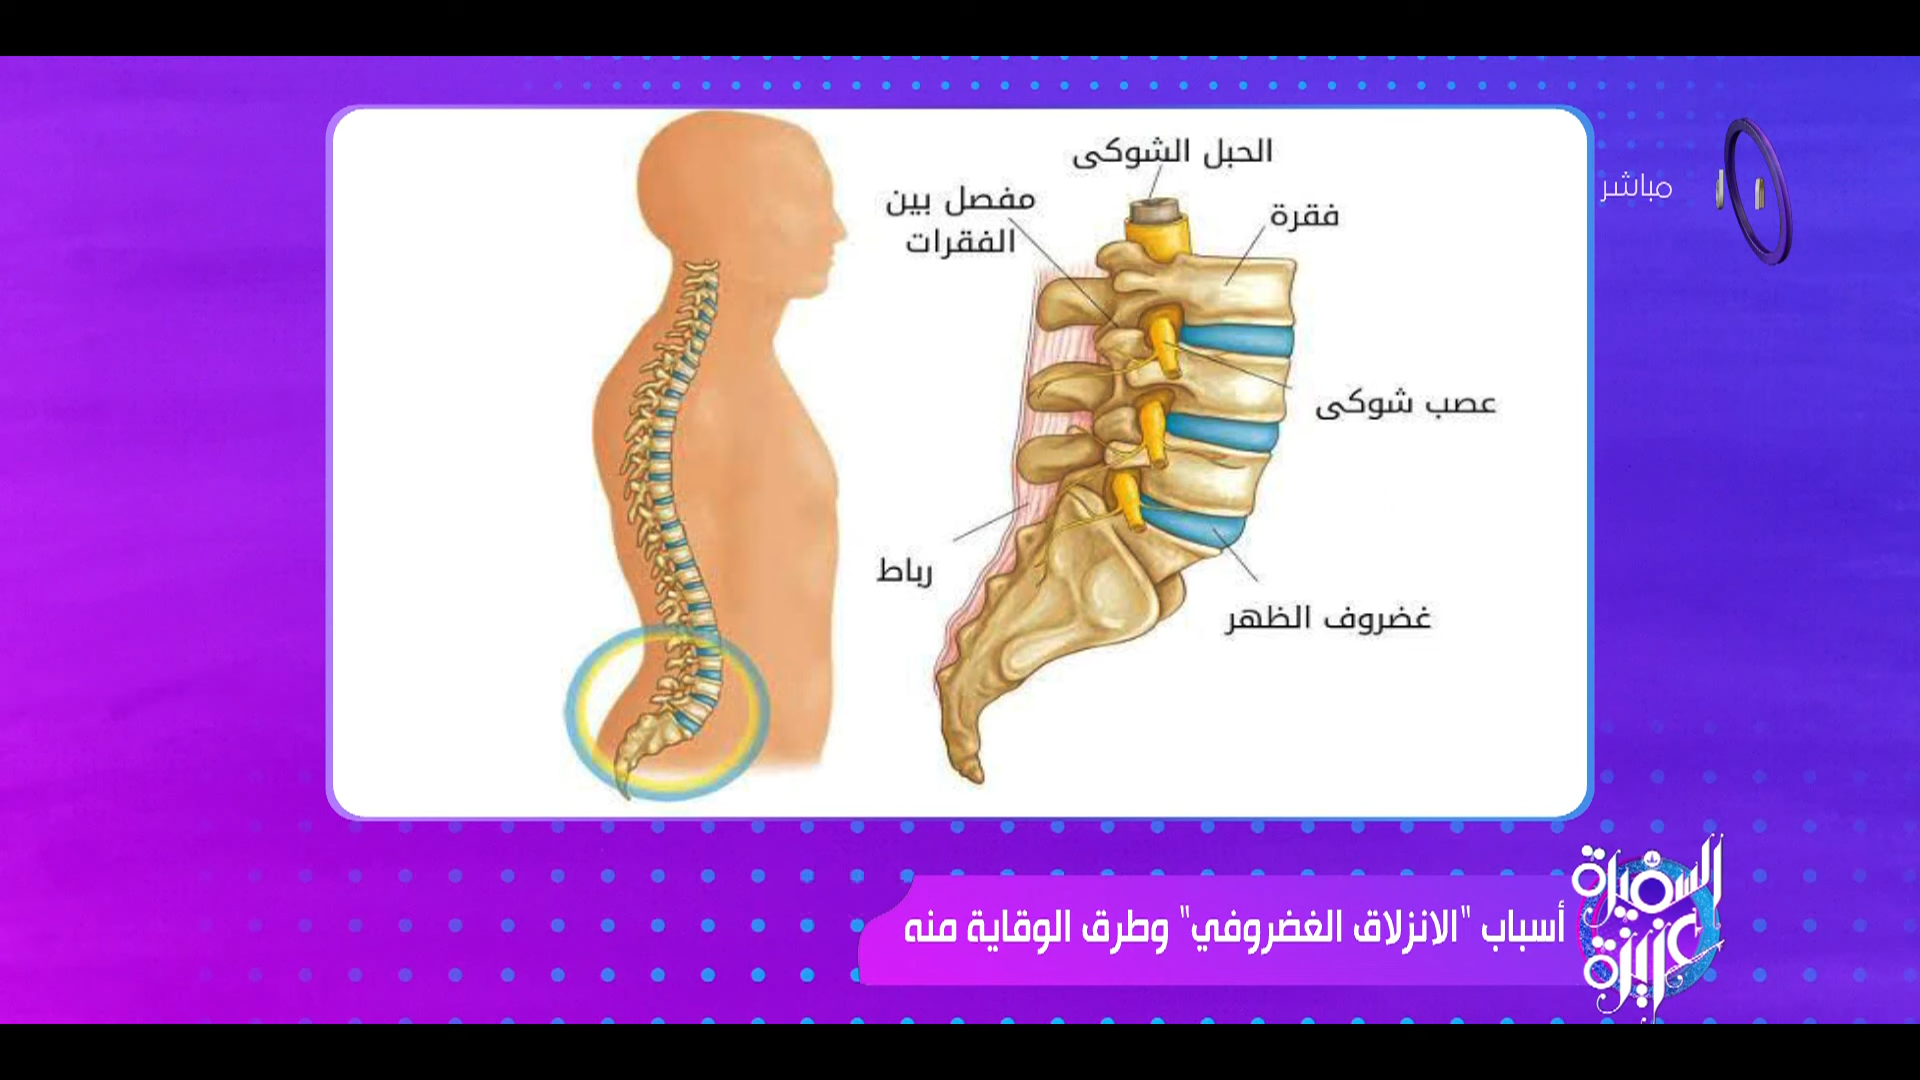 الحبل الشوكى
مفصل بين
الفقرات
فقرة
مباشر
عصب شوكى
رباط
غضروف الظهر
أسباب "الانزلاق الغضروفي" وطرق الوقاية منه
السفيرة
عزيزة